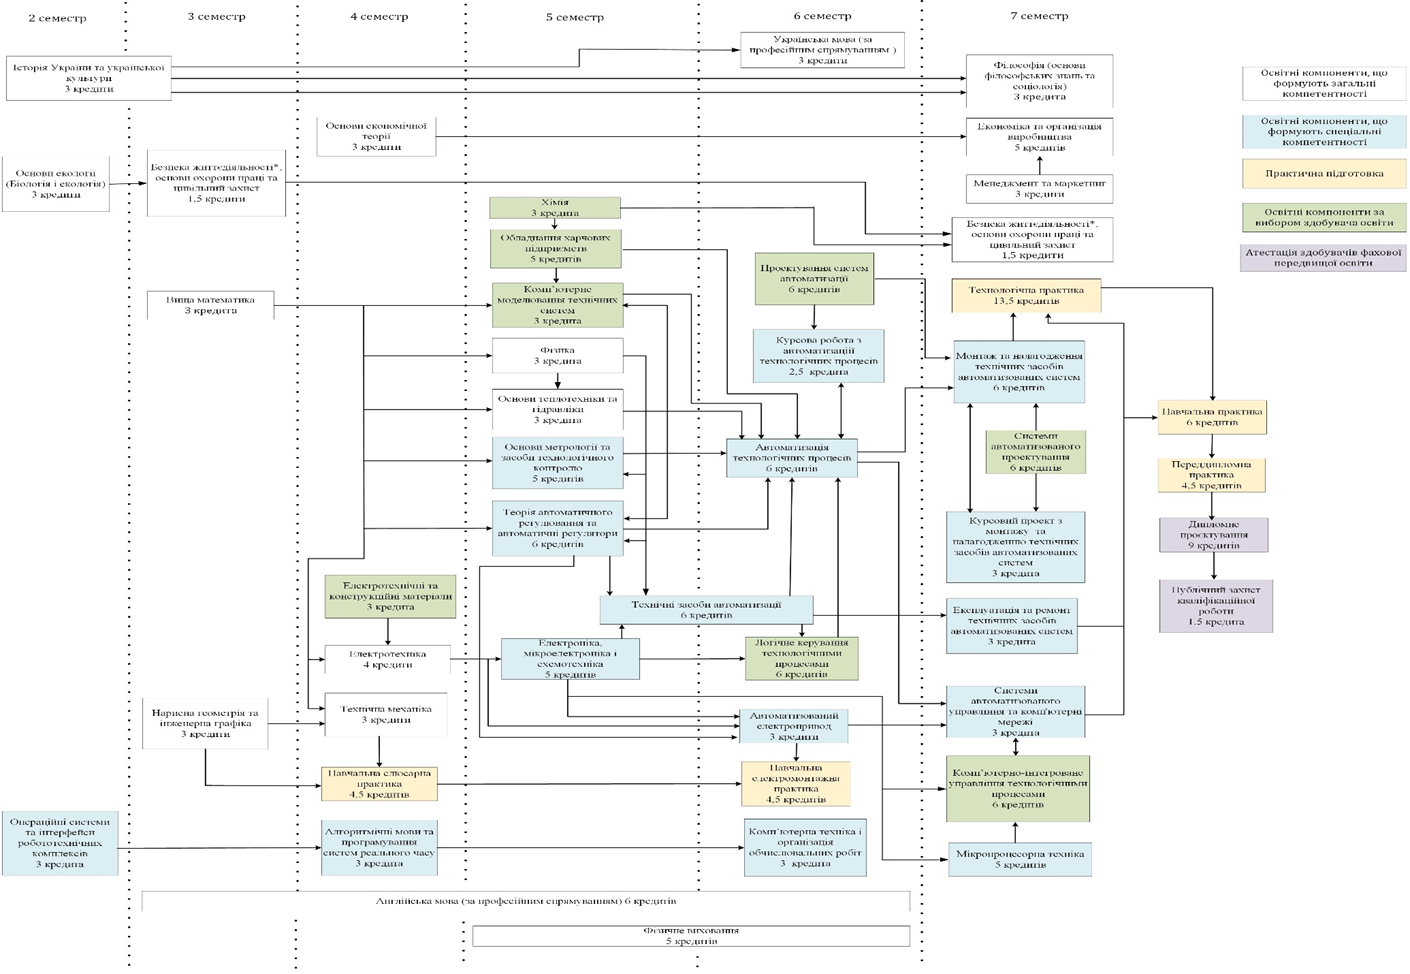 2 семестр
3 семестр
4 семестр
5 семестр
6 семестр
7 семестр
Історія України та української
культури
3 кредити
Українська мова (за
професійним спрямуванням )
3 кредити
Філософія (основи
філософських знань та
соціологія)
3 кредита
Освітні компоненти, що
формують загальні
компетентності
Основи економічної
теорії
3 кредити
Економіка та організація
виробництва
5 кредитів
Освітні компоненти, що
формують спеціальні
компетентності
Основи екології
(Біологія і екологія)
3 кредити
Безпека життєдіяльності*,
основи охорони праці та
цивільний захист
1,5 кредити
Менеджмент та маркетинг
3 кредити
Практична підготовка
Хімія
3 кредита
Освітні компоненти за
вибором здобувача освіти
Обладнання харчових
підприємств
5 кредитів
Безпека життєдіяльності*,
основи охорони праці та
цивільний захист
1,5 кредити
Атестація здобувачів фахової
передвищої освіти
Проектування систем
автоматизації
6 кредитів
Вища математика
3 кредита
Комп'ютерне
моделювання технічних
систем
3 кредита
Технологічна практика
13,5 кредитів
Фізика
3 кредита
Курсова робота з
автоматизації
технологічних процесів
2,5 кредита
Монтаж та налагодження
технічних засобів
автоматизованих систем
6 кредитів
Основи теплотехніки та
гідравліки
3 кредита
Навчальна практика
6 кредитів
Основи метрології та
засоби технологічного
контролю
5 кредитів
Автоматизація
технологічних процесів
6 кредитів
Системи
автоматизованого
проектування
6 кредитів
Переддипломна
практика
4,5 кредитів
Теорія автоматичного
регулювання та
автоматичні регулятори
6 кредитів
Курсовий проект з
монтажу та
налагодженню технічних
засобів автоматизованих
систем
3 кредита
Дипломне
проєктування
9 кредитів
Електротехнічні та
конструкційні матеріали
3 кредита
Технічні засоби автоматизації
6 кредитів
Експлуатація та ремонт
технічних засобів
автоматизованих систем
3 кредита
Публічний захист
кваліфікаційної
роботи
1.5 кредита
Електротехніка
4 кредити
Електроніка,
мікроелектроніка і
схемотехніка
5 кредитів
Логічне керування
технологічними
процесами
6 кредитів
Нарисна геометрія та
інженерна графіка
3 кредити
Технічна механіка
3 кредити
Автоматизований
електропривод
3 кредити
Системи
автоматизованого
управління та комп'ютерні
мережі
3 кредита
Навчальна слюсарна
практика
4,5 кредитів
Навчальна
електромонтажна
практика
4,5 кредитів
Комп'ютерно-інтегроване
управління технологічними
процесами
6 кредитів
Операційні системи
та інтерфейси
робототехнічних
комплексів
3 кредита
Алгоритмічні мови та
програмування
систем реального часу
3 кредита
Комп'ютерна техніка і
організація
обчислювальних робіт
3 кредита
Мікропроцесорна техніка
5 кредитів
Англійська мова (за професійним спрямуванням) 6 кредитів
Фізичне виховання
5 кредитів